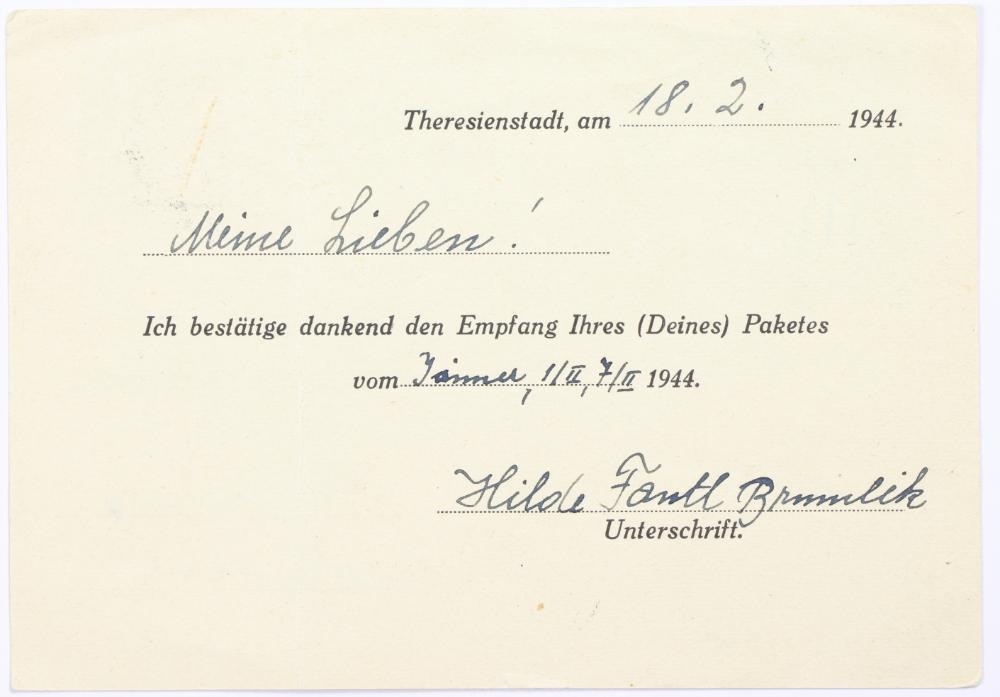 Theresienstadt, am 18. 2. 1944.
Meine Lieben!
Ich bestätige dankend den Empfang Ihres (Deines) Paketes
vom Jänner, 1/II, 7/II 1944.
Hilde Fantl Brumlik
Unterschrift.